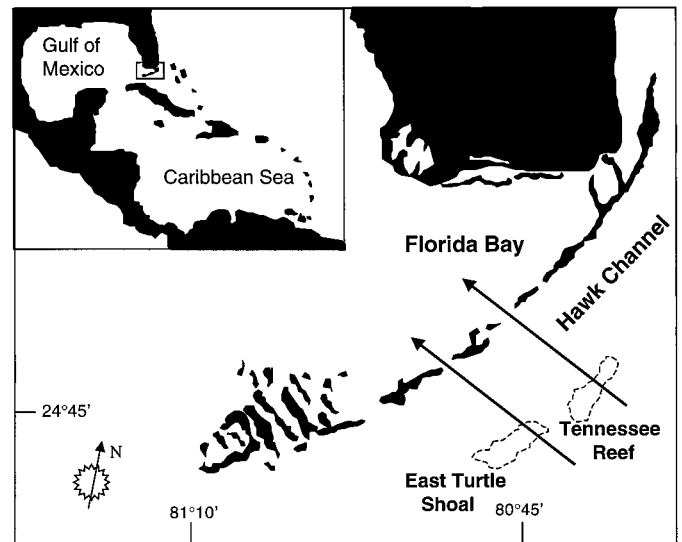 Gulf of
Mexico
Caribbean Sea
Florida Bay
Hawk Channel
24°45'
N
Tennessee
Reef
East Turtle
Shoal
81°10'
80°45'